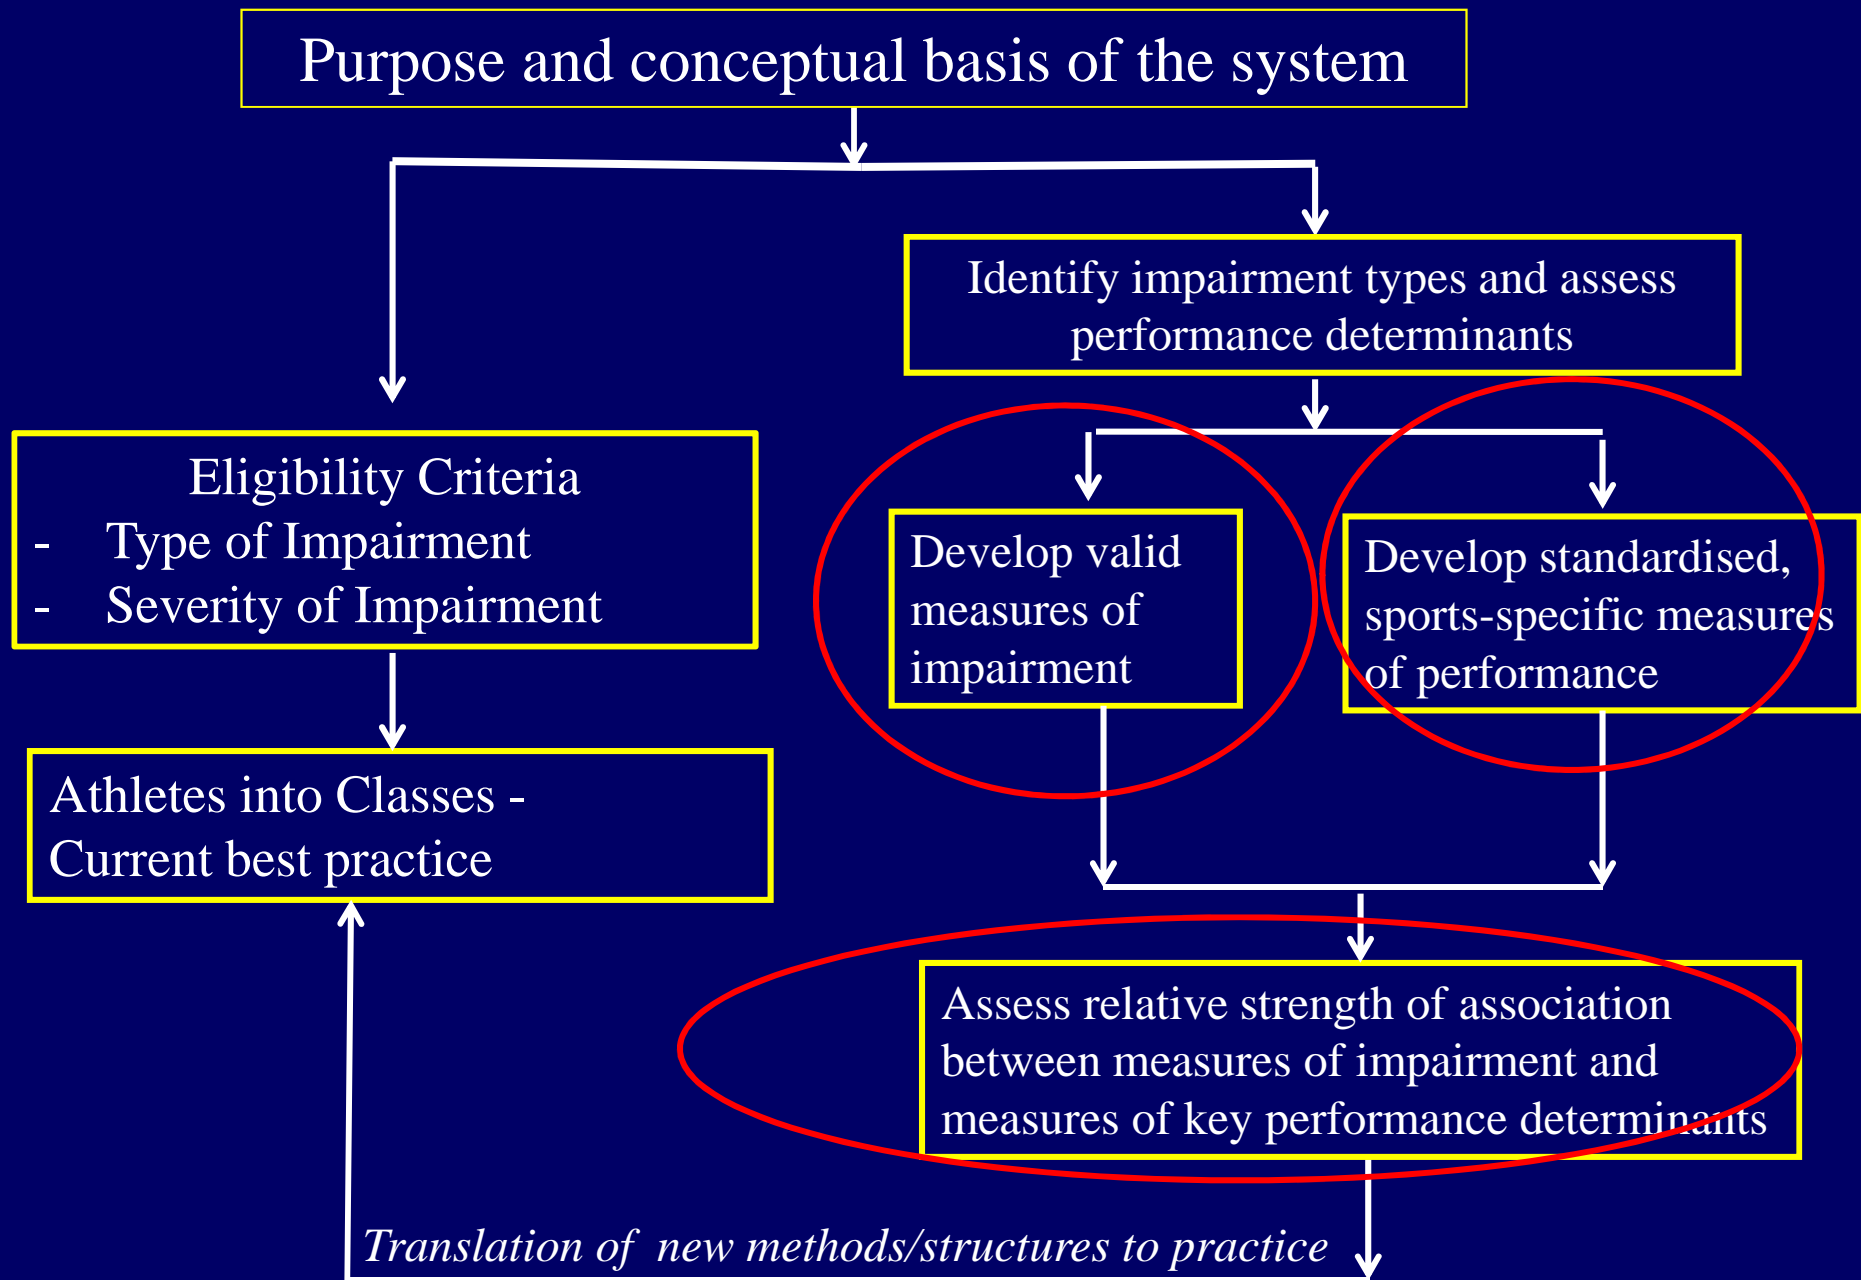 Purpose and conceptual basis of the system
Identify impairment types and assess
performance determinants
Eligibility Criteria
- Type of Impairment
- Severity of Impairment
Develop valid
measures of
impairment
Develop standardised,
sports-specific measures
of performance
Athletes into Classes -
Current best practice
Assess relative strength of association
between measures of impairment and
measures of key performance determinants
Translation of new methods/structures to practice